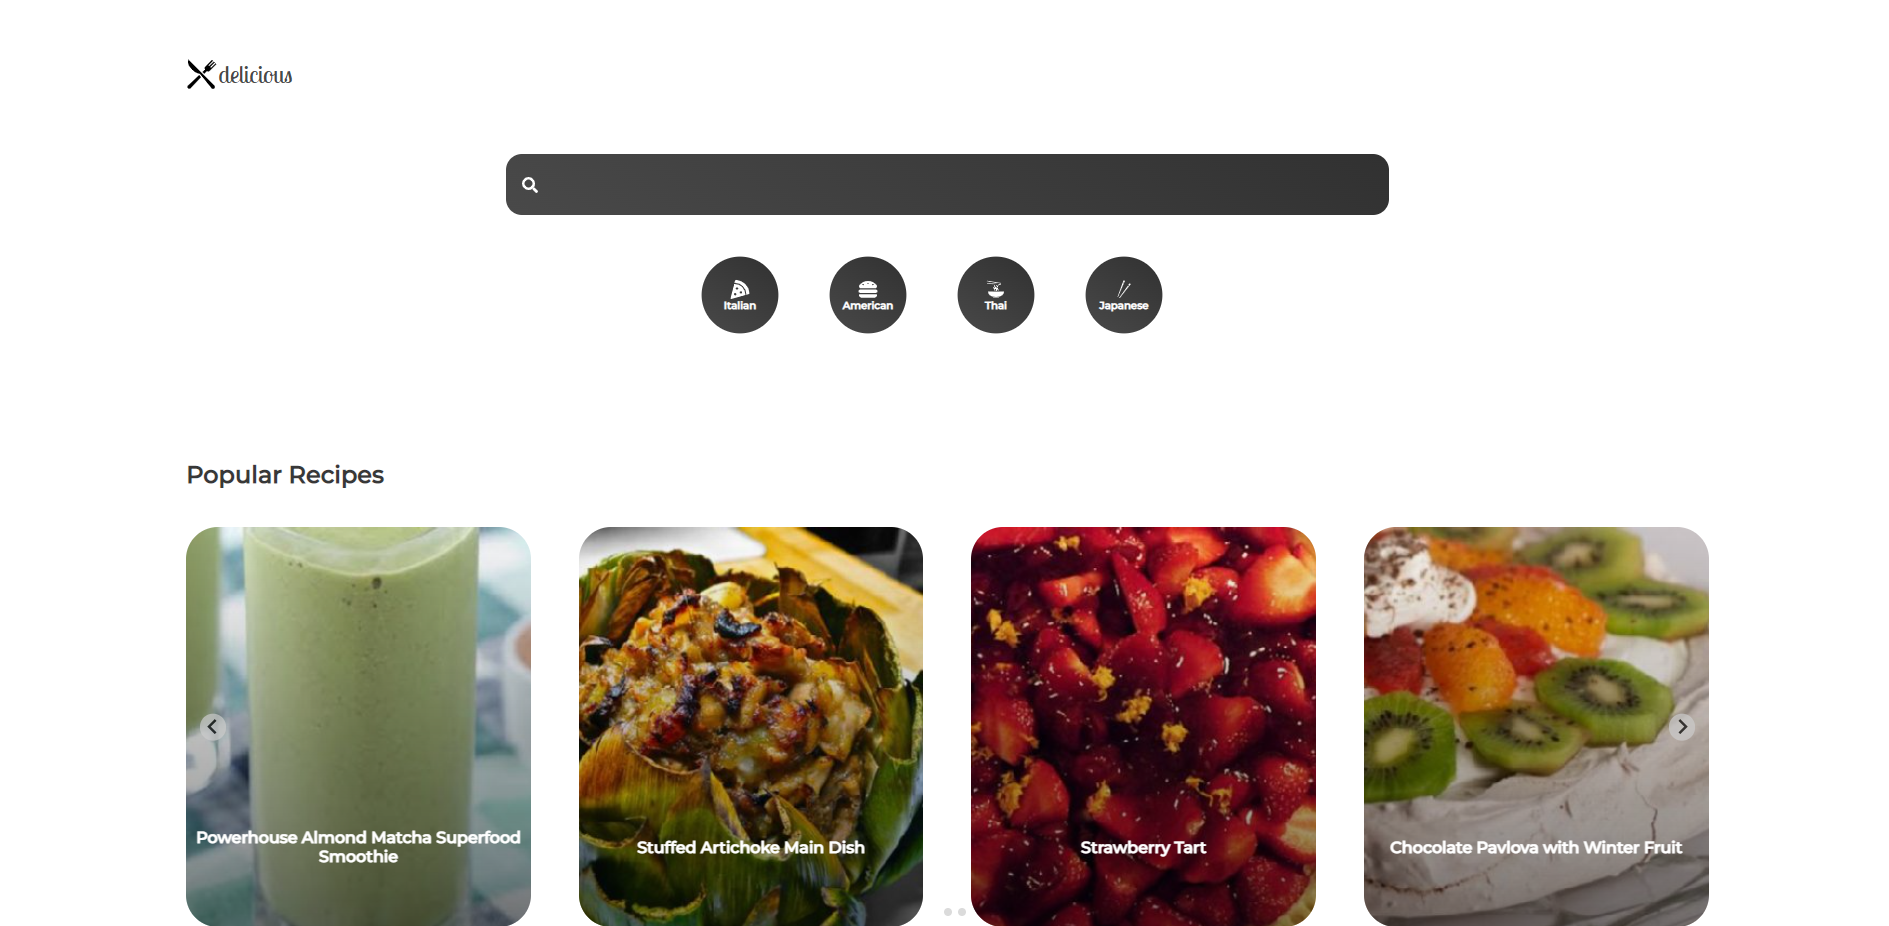 delicious
Italian
American
Thai
Japanese
Popular Recipes
Powerhouse Almond Matcha Superfood
Smoothie
Stuffed Artichoke Main Dish
Strawberry Tart
Chocolate Pavlova with Winter Fruit